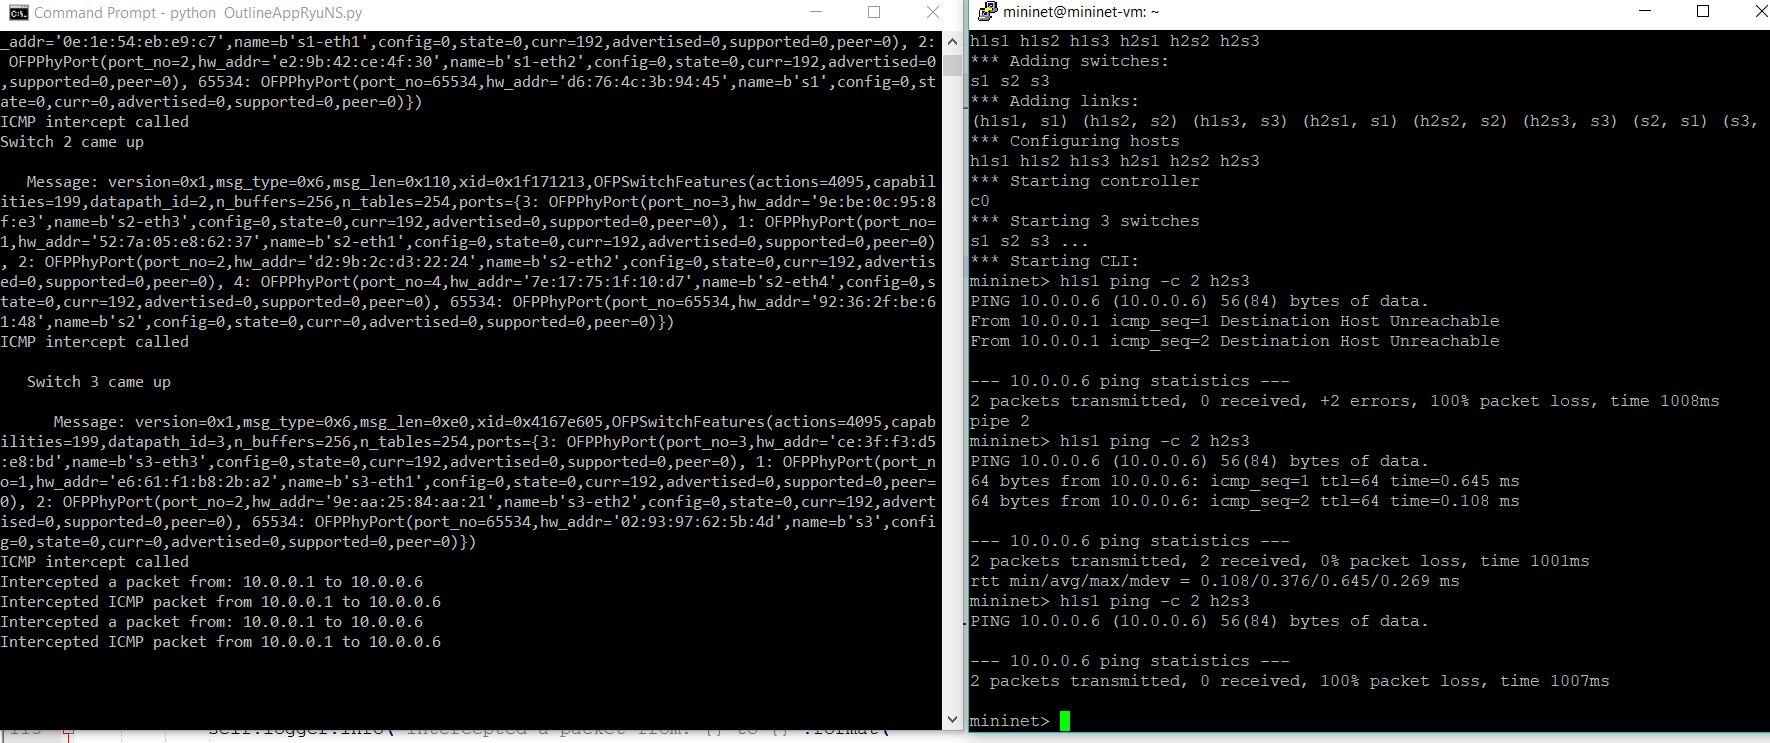 Command Prompt - python  OutlineAppRyuNS.py
_addr='0e:1e:54:eb:e9:c7',name=b's1-eth1',config=0,state=0,curr=192,advertised=0,supported=0,peer=0), 2:
 OFPPhyPort(port_no=2,hw_addr='e2:9b:42:ce:4f:30',name=b's1-eth2',config=0,state=0,curr=192,advertised=0
,supported=0,peer=0), 65534: OFPPhyPort(port_no=65534,hw_addr='d6:76:4c:3b:94:45',name=b's1',config=0,st
ate=0,curr=0,advertised=0,supported=0,peer=0)})
ICMP intercept called
Switch 2 came up
   Message: version=0x1,msg_type=0x6,msg_len=0x110,xid=0x1f171213,OFPSwitchFeatures(actions=4095,capabil
ities=199,datapath_id=2,n_buffers=256,n_tables=254,ports={3: OFPPhyPort(port_no=3,hw_addr='9e:be:0c:95:8
f:e3',name=b's2-eth3',config=0,state=0,curr=192,advertised=0,supported=0,peer=0), 1: OFPPhyPort(port_no=
1,hw_addr='52:7a:05:e8:62:37',name=b's2-eth1',config=0,state=0,curr=192,advertised=0,supported=0,peer=0)
, 2: OFPPhyPort(port_no=2,hw_addr='d2:9b:2c:d3:22:24',name=b's2-eth2',config=0,state=0,curr=192,advertis
ed=0,supported=0,peer=0), 4: OFPPhyPort(port_no=4,hw_addr='7e:17:75:1f:10:d7',name=b's2-eth4',config=0,s
tate=0,curr=192,advertised=0,supported=0,peer=0), 65534: OFPPhyPort(port_no=65534,hw_addr='92:36:2f:be:6
1:48',name=b's2',config=0,state=0,curr=0,advertised=0,supported=0,peer=0)})
ICMP intercept called
   Switch 3 came up
      Message: version=0x1,msg_type=0x6,msg_len=0xe0,xid=0x4167e605,OFPSwitchFeatures(actions=4095,capab
ilities=199,datapath_id=3,n_buffers=256,n_tables=254,ports={3: OFPPhyPort(port_no=3,hw_addr='ce:3f:f3:d5
:e8:bd',name=b's3-eth3',config=0,state=0,curr=192,advertised=0,supported=0,peer=0), 1: OFPPhyPort(port_n
o=1,hw_addr='e6:61:f1:b8:2b:a2',name=b's3-eth1',config=0,state=0,curr=192,advertised=0,supported=0,peer=
0), 2: OFPPhyPort(port_no=2,hw_addr='9e:aa:25:84:aa:21',name=b's3-eth2',config=0,state=0,curr=192,advert
ised=0,supported=0,peer=0), 65534: OFPPhyPort(port_no=65534,hw_addr='02:93:97:62:5b:4d',name=b's3',confi
g=0,state=0,curr=0,advertised=0,supported=0,peer=0)})
ICMP intercept called
Intercepted a packet from: 10.0.0.1 to 10.0.0.6
Intercepted ICMP packet from 10.0.0.1 to 10.0.0.6
Intercepted a packet from: 10.0.0.1 to 10.0.0.6
Intercepted ICMP packet from 10.0.0.1 to 10.0.0.6
mininet@mininet-vm: ~
h1s1 h1s2 h1s3 h2s1 h2s2 h2s3
*** Adding switches:
s1 s2 s3
*** Adding links:
(h1s1, s1) (h1s2, s2) (h1s3, s3) (h2s1, s1) (h2s2, s2) (h2s3, s3) (s2, s1) (s3,
*** Configuring hosts
h1s1 h1s2 h1s3 h2s1 h2s2 h2s3
*** Starting controller
c0
*** Starting 3 switches
s1 s2 s3 ...
*** Starting CLI:
mininet> h1s1 ping -c 2 h2s3
PING 10.0.0.6 (10.0.0.6) 56(84) bytes of data.
From 10.0.0.1 icmp_seq=1 Destination Host Unreachable
From 10.0.0.1 icmp_seq=2 Destination Host Unreachable
--- 10.0.0.6 ping statistics ---
2 packets transmitted, 0 received, +2 errors, 100% packet loss, time 1008ms
pipe 2
mininet> h1s1 ping -c 2 h2s3
PING 10.0.0.6 (10.0.0.6) 56(84) bytes of data.
64 bytes from 10.0.0.6: icmp_seq=1 ttl=64 time=0.645 ms
64 bytes from 10.0.0.6: icmp_seq=2 ttl=64 time=0.108 ms
--- 10.0.0.6 ping statistics ---
2 packets transmitted, 2 received, 0% packet loss, time 1001ms
rtt min/avg/max/mdev = 0.108/0.376/0.645/0.269 ms
mininet> h1s1 ping -c 2 h2s3
PING 10.0.0.6 (10.0.0.6) 56(84) bytes of data.
--- 10.0.0.6 ping statistics ---
2 packets transmitted, 0 received, 100% packet loss, time 1007ms
mininet>